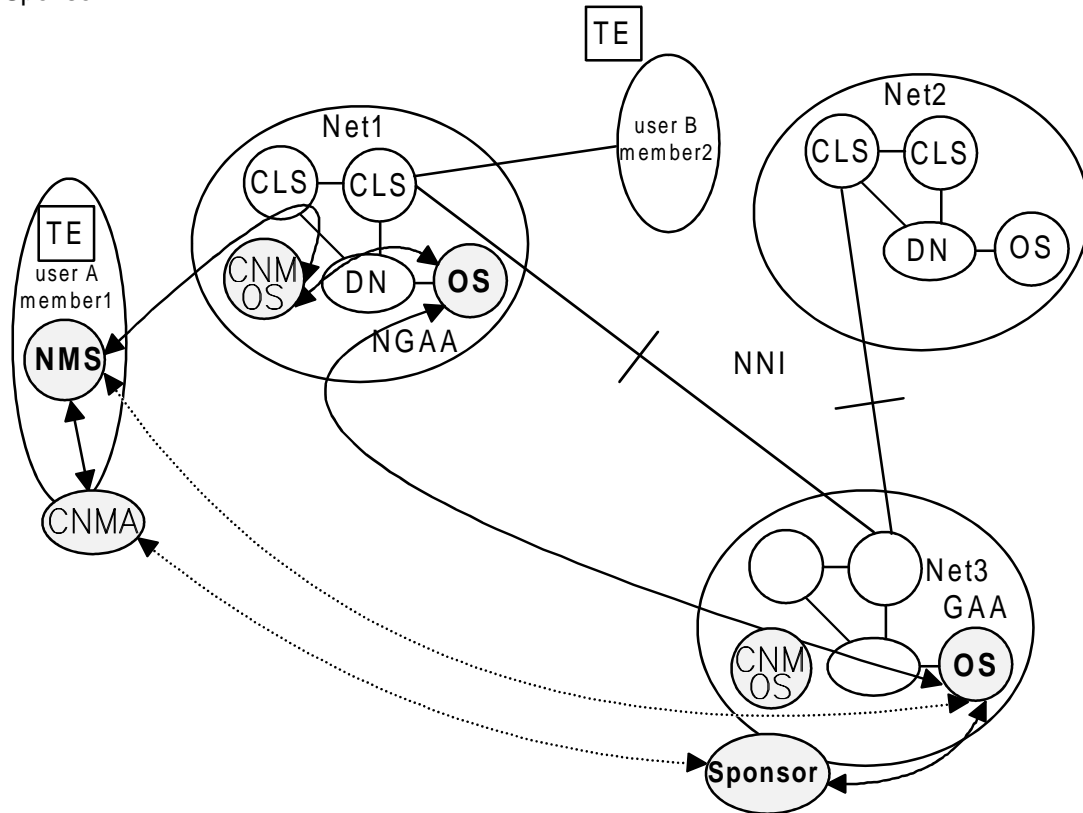 TE
Net2
Net1
user B
member2
CLS
CLS
CLS
CLS
TE
user A
member1
CNM
OS
DN
OS
DN
OS
NMS
NGAA
NNI
CNMA
Net3
GAA
CNM
OS
OS
Sponsor